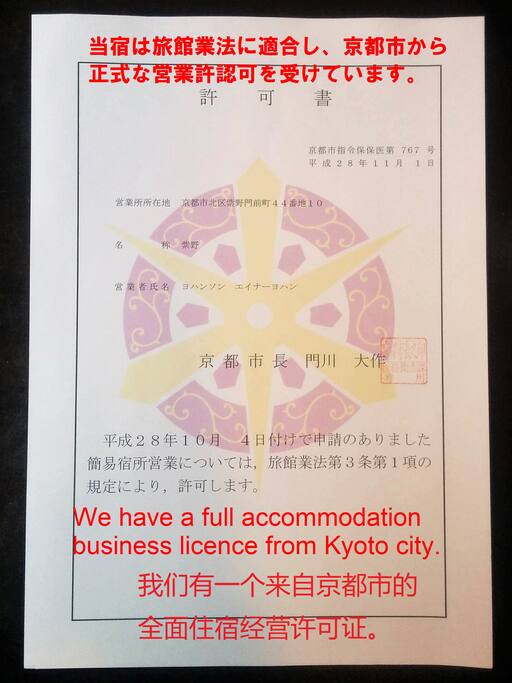 当宿は旅館業法に適合し、京都市から
正式な営業許認可を受けています。
許可書
京都市指令保保医第 767 号
平成28年11月 1日
営業所所在地 京都市北区紫野門前町44番地10
名 称 紫野
営業者氏名 ヨハンソン エイナーヨハン
京都市長 門川 大作
平成28年10月 4日付けで申請のありました
簡易宿所営業については,旅館業法第3条第1項の
規定により,許可します。
We have a full accommodation
business licence from Kyoto city.
我们有一个来自京都市的
全面住宿经营许可证。